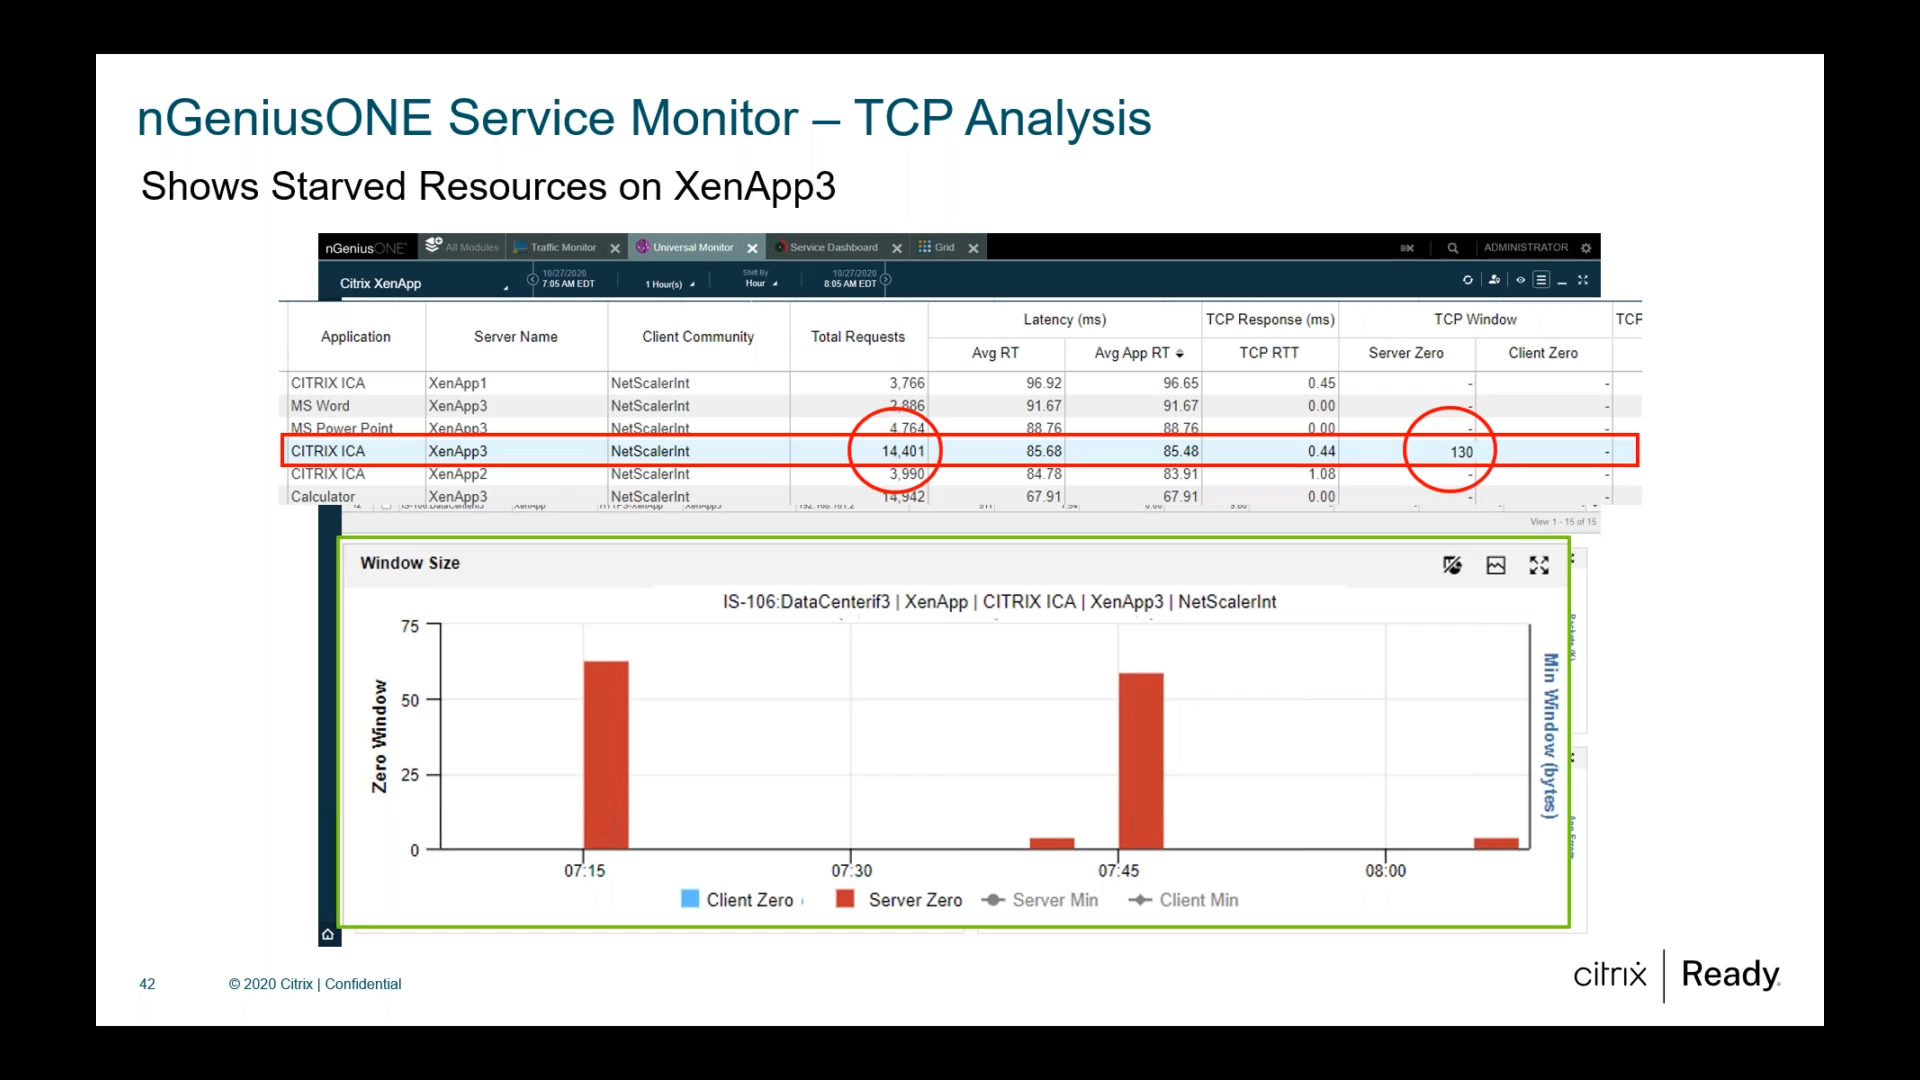 nGeniusONE Service Monitor – TCP Analysis
Shows Starved Resources on XenApp3
nGeniusONE All Modules Traffic Monitor Universal Monitor Service Dashboard Grid ADMINISTRATOR
Citrix XenApp 10/27/2020 7:05 AM EDT 1 Hour(s) Shift By Hour 10/27/2020 8:05 AM EDT
Application Server Name Client Community Total Requests Latency (ms) TCP Response (ms) TCP Window TCP
Avg RT Avg App RT TCP RTT Server Zero Client Zero
CITRIX ICA XenApp1 NetScalerInt 3,766 96.92 96.65 0.45 - -
MS Word XenApp3 NetScalerInt 2,886 91.67 91.67 0.00 - -
MS Power Point XenApp3 NetScalerInt 4,764 88.76 88.76 0.00 - -
CITRIX ICA XenApp3 NetScalerInt 14,401 85.68 85.48 0.44 130 -
CITRIX ICA XenApp2 NetScalerInt 3,990 84.78 83.91 1.08 - -
Calculator XenApp3 NetScalerInt 14,942 67.91 67.91 0.00 - -
View 1 - 15 of 15
Window Size
IS-106:DataCenterif3 | XenApp | CITRIX ICA | XenApp3 | NetScalerInt
75
50
25
0
Zero Window
Min Window (bytes)
07:15 07:30 07:45 08:00
Client Zero Server Zero Server Min Client Min
42 © 2020 Citrix | Confidential
citrix | Ready